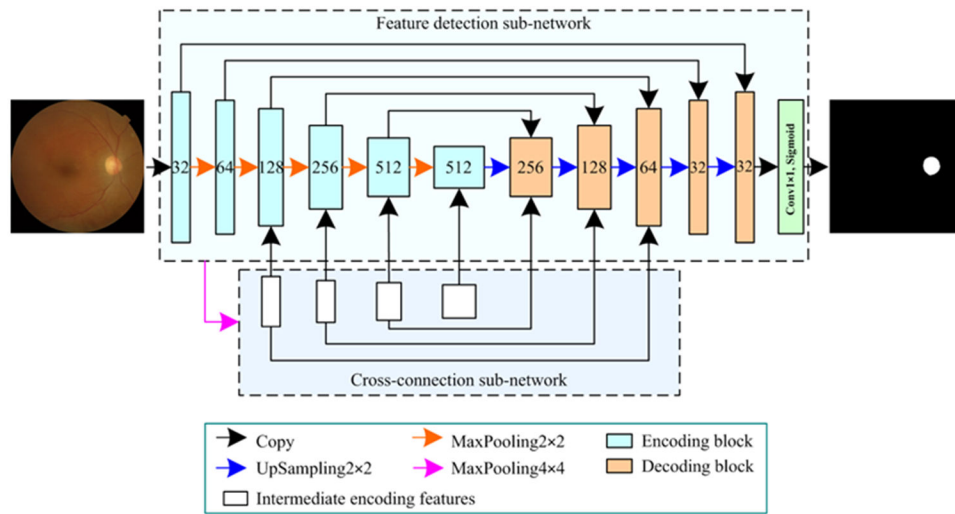 Feature detection sub-network
32
64
128
256
512
512
256
128
64
32
32
Conv1×1, Sigmoid
Cross-connection sub-network
Copy
MaxPooling2×2
Encoding block
UpSampling2×2
MaxPooling4×4
Decoding block
Intermediate encoding features